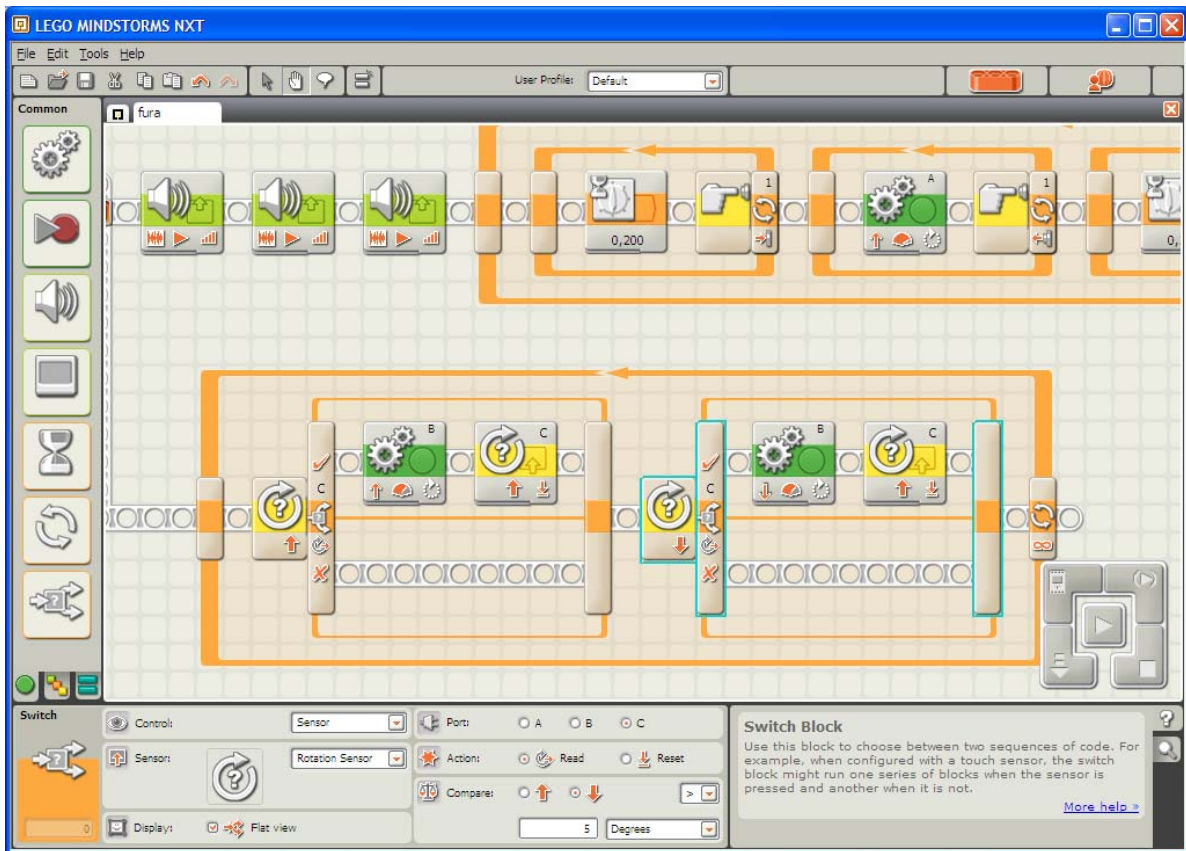 LEGO MINDSTORMS NXT
File Edit Tools Help
User Profile: Default
Common
fura
1
A
1
0,200
0,
B
C
B
C
C
C
Switch
Control: Sensor
Port: A B C
Switch Block
Sensor: Rotation Sensor
Action: Read Reset
Use this block to choose between two sequences of code. For
example, when configured with a touch sensor, the switch
block might run one series of blocks when the sensor is
pressed and another when it is not.
Compare: >
More help »
0
Display: Flat view
5 Degrees